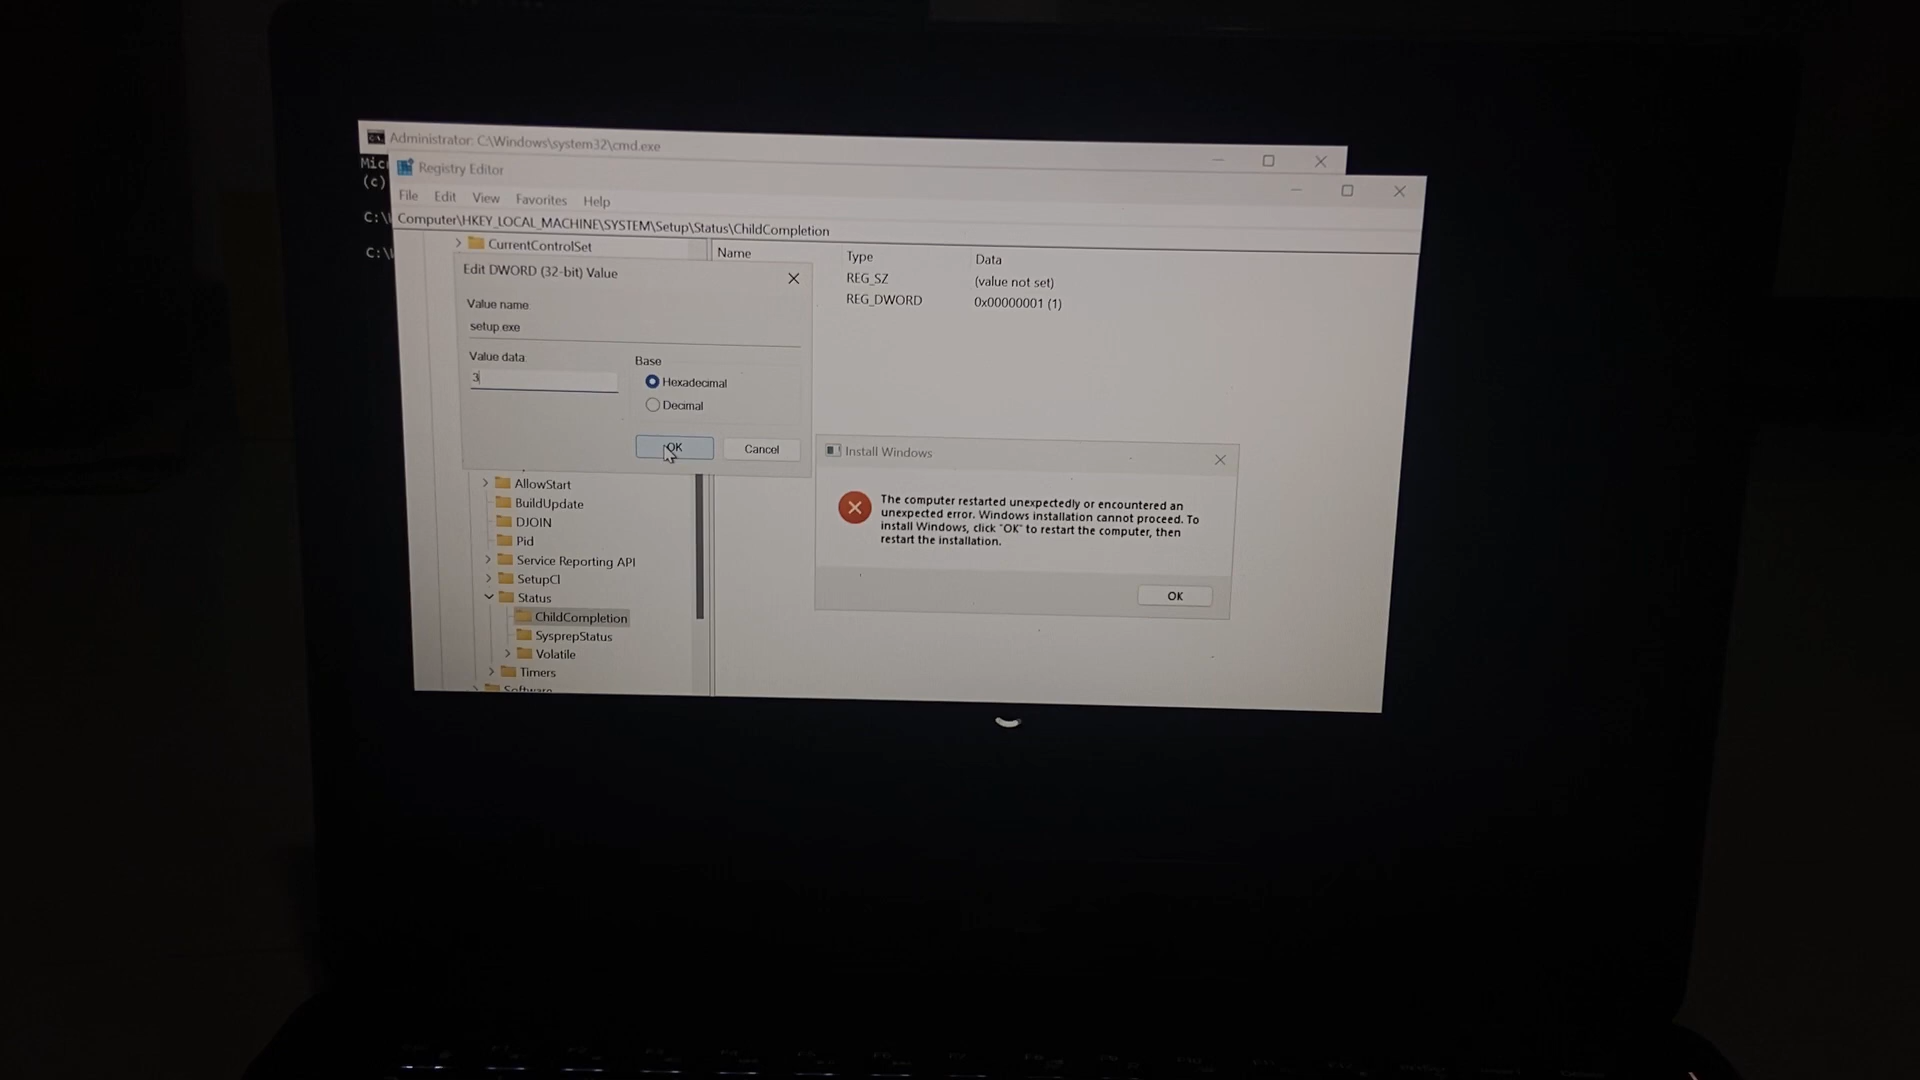 Administrator: C:\Windows\system32\cmd.exe
Mic
Registry Editor
(c)
File Edit View Favorites Help
C:\
Computer\HKEY_LOCAL_MACHINE\SYSTEM\Setup\Status\ChildCompletion
C:\
CurrentControlSet
Name Type Data
REG_SZ (value not set)
REG_DWORD 0x00000001 (1)
Edit DWORD (32-bit) Value
Value name:
setup.exe
Value data:
3
Base
Hexadecimal
Decimal
OK Cancel
AllowStart
BuildUpdate
DJOIN
Pid
Service Reporting API
SetupCl
Status
ChildCompletion
SysprepStatus
Volatile
Timers
Software
Install Windows
The computer restarted unexpectedly or encountered an
unexpected error. Windows installation cannot proceed. To
install Windows, click "OK" to restart the computer, then
restart the installation.
OK